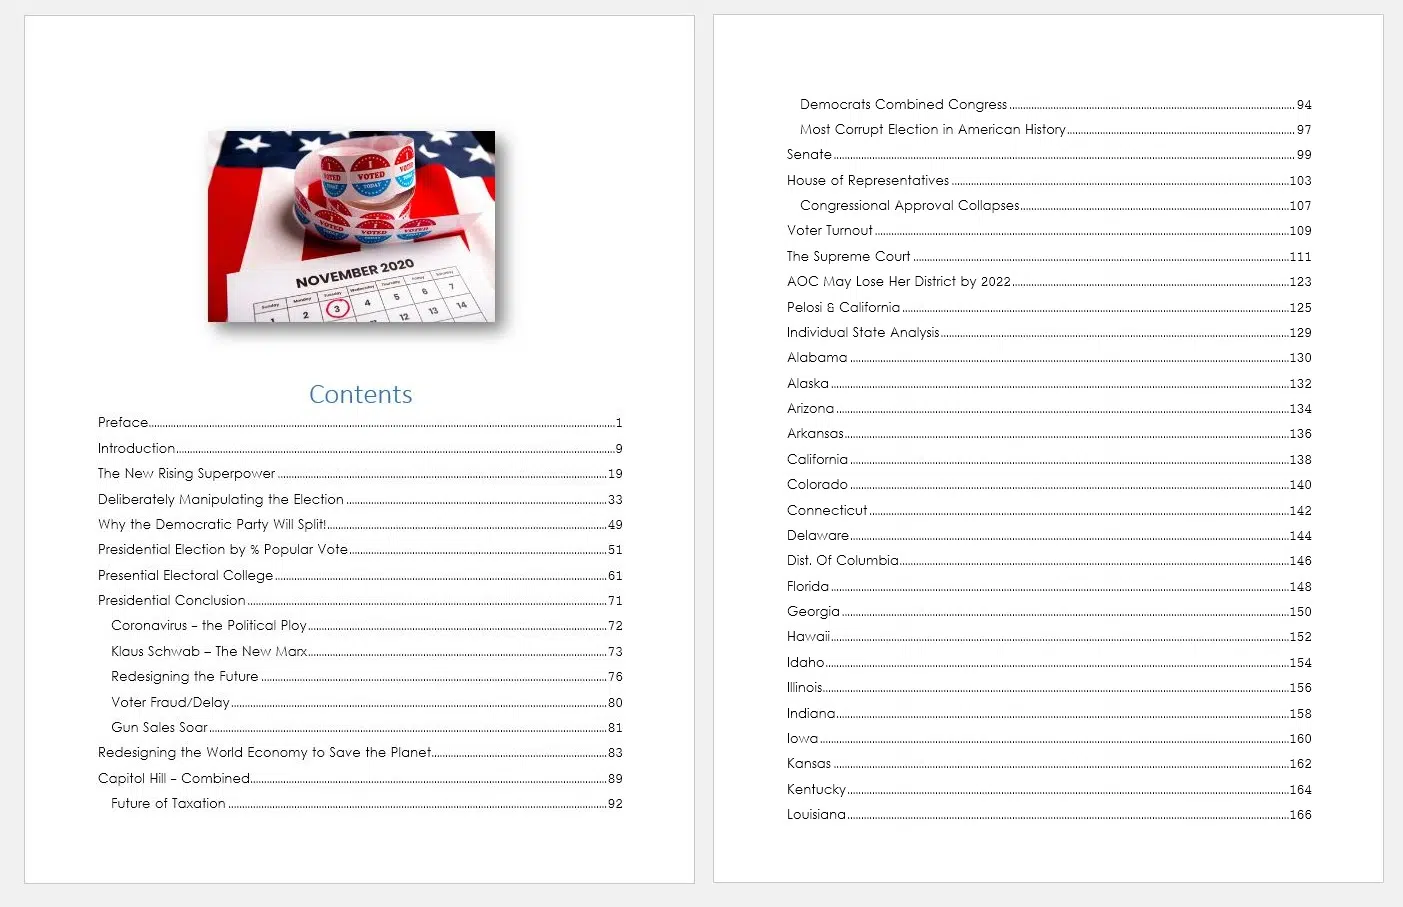 I VOTED TODAY
VOTED
VOTED
VOTED
VOTED
NOVEMBER 2020
Sunday Monday Tuesday Wednesday Thursday Friday Saturday
1 2 3 4 5 6 7
12 13 14
Contents
Preface 1
Introduction 9
The New Rising Superpower 19
Deliberately Manipulating the Election 33
Why the Democratic Party Will Split! 49
Presidential Election by % Popular Vote 51
Presential Electoral College 61
Presidential Conclusion 71
Coronavirus – the Political Ploy 72
Klaus Schwab – The New Marx 73
Redesigning the Future 76
Voter Fraud/Delay 80
Gun Sales Soar 81
Redesigning the World Economy to Save the Planet 83
Capitol Hill – Combined 89
Future of Taxation 92
Democrats Combined Congress 94
Most Corrupt Election in American History 97
Senate 99
House of Representatives 103
Congressional Approval Collapses 107
Voter Turnout 109
The Supreme Court 111
AOC May Lose Her District by 2022 123
Pelosi & California 125
Individual State Analysis 129
Alabama 130
Alaska 132
Arizona 134
Arkansas 136
California 138
Colorado 140
Connecticut 142
Delaware 144
Dist. Of Columbia 146
Florida 148
Georgia 150
Hawaii 152
Idaho 154
Illinois 156
Indiana 158
Iowa 160
Kansas 162
Kentucky 164
Louisiana 166